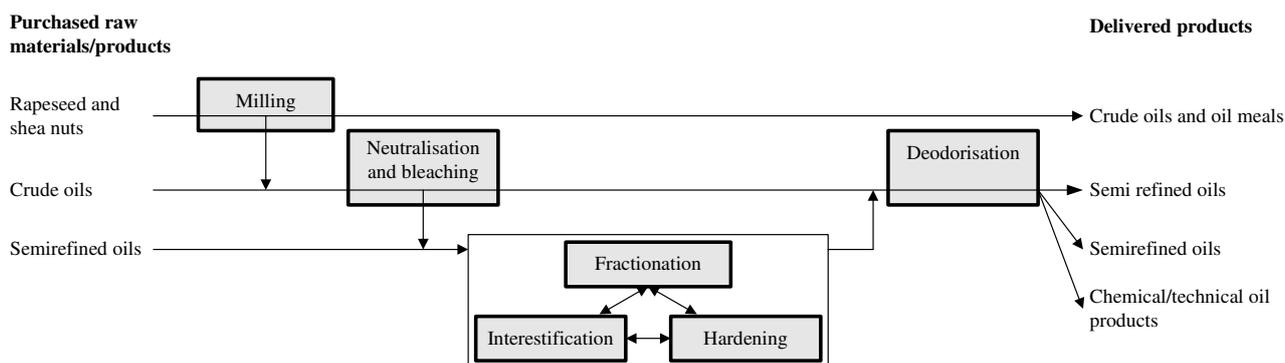 Purchased raw
materials/products
Delivered products
Rapeseed and
shea nuts
Milling
Crude oils and oil meals
Neutralisation
and bleaching
Deodorisation
Crude oils
Semi refined oils
Semirefined oils
Semirefined oils
Fractionation
Chemical/technical oil
products
Interestification
Hardening